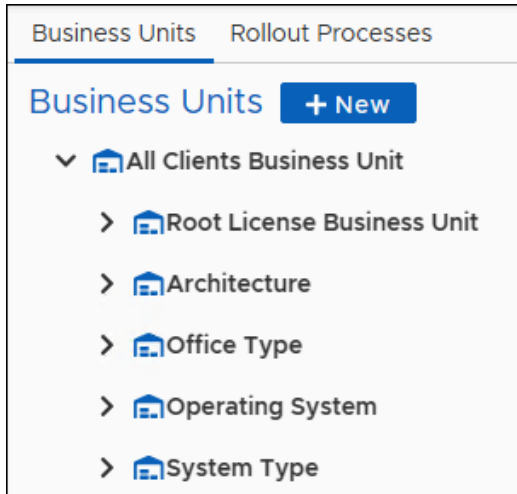 Business Units Rollout Processes
Business Units + New
All Clients Business Unit
Root License Business Unit
Architecture
Office Type
Operating System
System Type